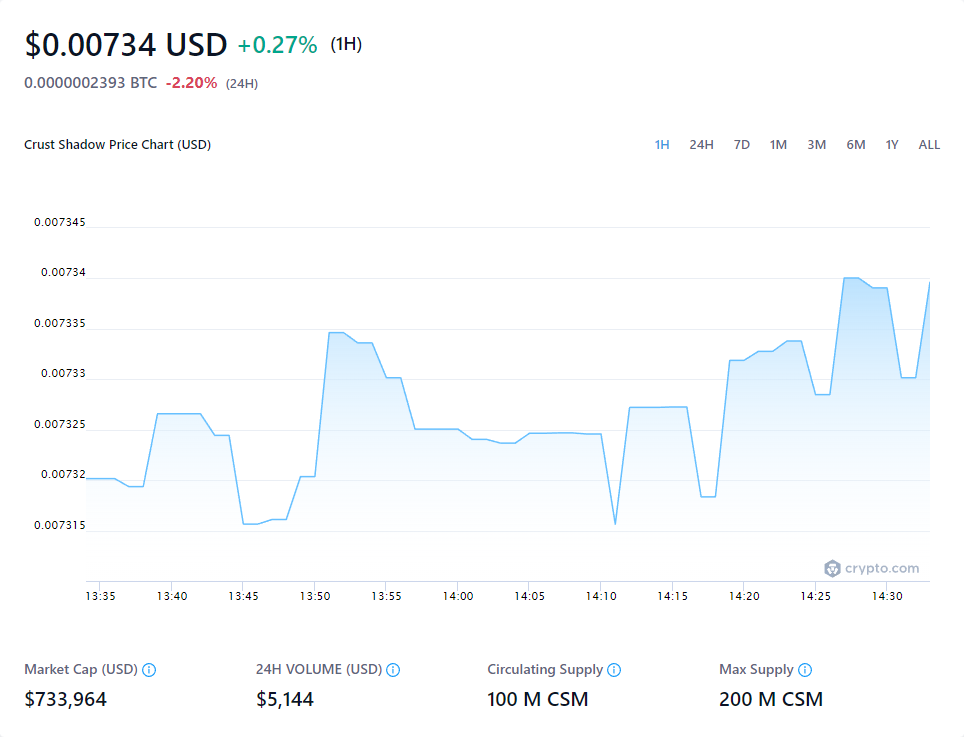 $0.00734 USD +0.27% (1H)
0.0000002393 BTC -2.20% (24H)
Crust Shadow Price Chart (USD) 1H 24H 7D 1M 3M 6M 1Y ALL
0.007345
0.00734
0.007335
0.00733
0.007325
0.00732
0.007315
crypto.com
13:35 13:40 13:45 13:50 13:55 14:00 14:05 14:10 14:15 14:20 14:25 14:30
Market Cap (USD) 24H VOLUME (USD) Circulating Supply Max Supply
$733,964 $5,144 100 M CSM 200 M CSM